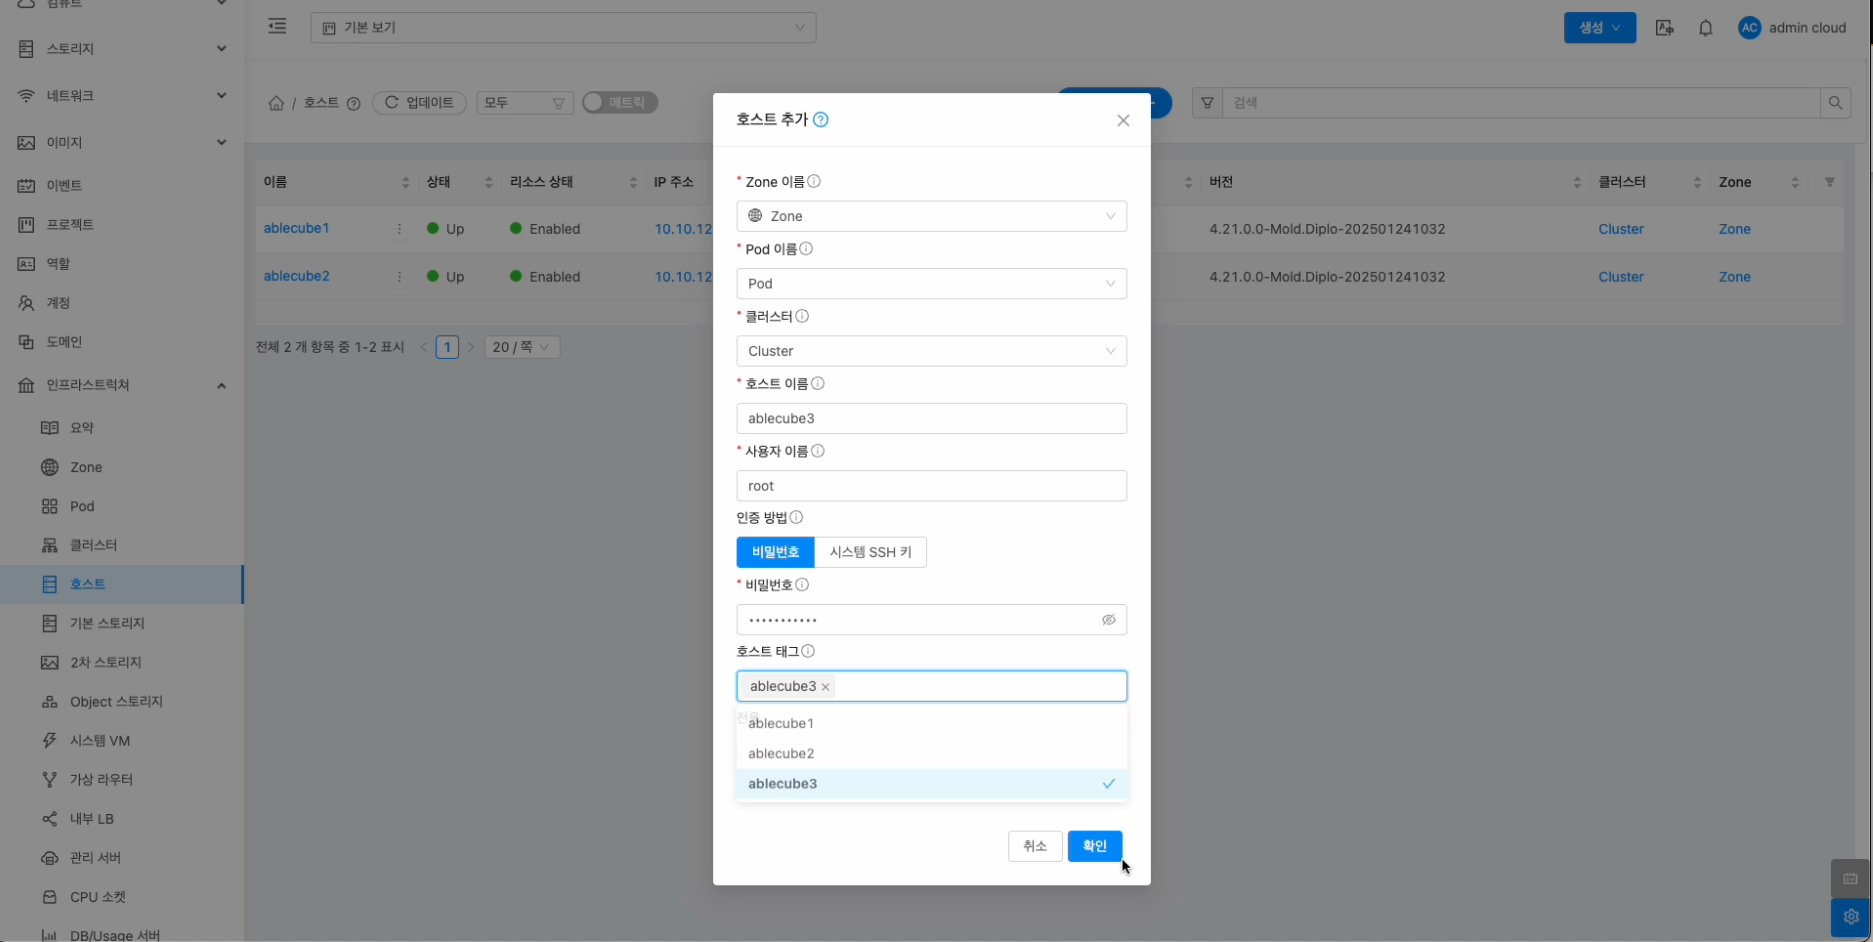 컴퓨트
스토리지
네트워크
이미지
이벤트
프로젝트
역할
계정
도메인
인프라스트럭쳐
요약
Zone
Pod
클러스터
호스트
기본 스토리지
2차 스토리지
Object 스토리지
시스템 VM
가상 라우터
내부 LB
관리 서버
CPU 소켓
DB/Usage 서버
기본 보기
생성
AC admin cloud
/ 호스트 업데이트 모두 메트릭
검색
이름 상태 리소스 상태 IP 주소 버전 클러스터 Zone
ablecube1 Up Enabled 10.10.12 4.21.0.0-Mold.Diplo-202501241032 Cluster Zone
ablecube2 Up Enabled 10.10.12 4.21.0.0-Mold.Diplo-202501241032 Cluster Zone
전체 2 개 항목 중 1-2 표시 < 1 > 20 / 쪽
호스트 추가
* Zone 이름
Zone
* Pod 이름
Pod
* 클러스터
Cluster
* 호스트 이름
ablecube3
* 사용자 이름
root
인증 방법
비밀번호 시스템 SSH 키
* 비밀번호
•••••••••••
호스트 태그
ablecube3
ablecube1
ablecube2
ablecube3
취소 확인